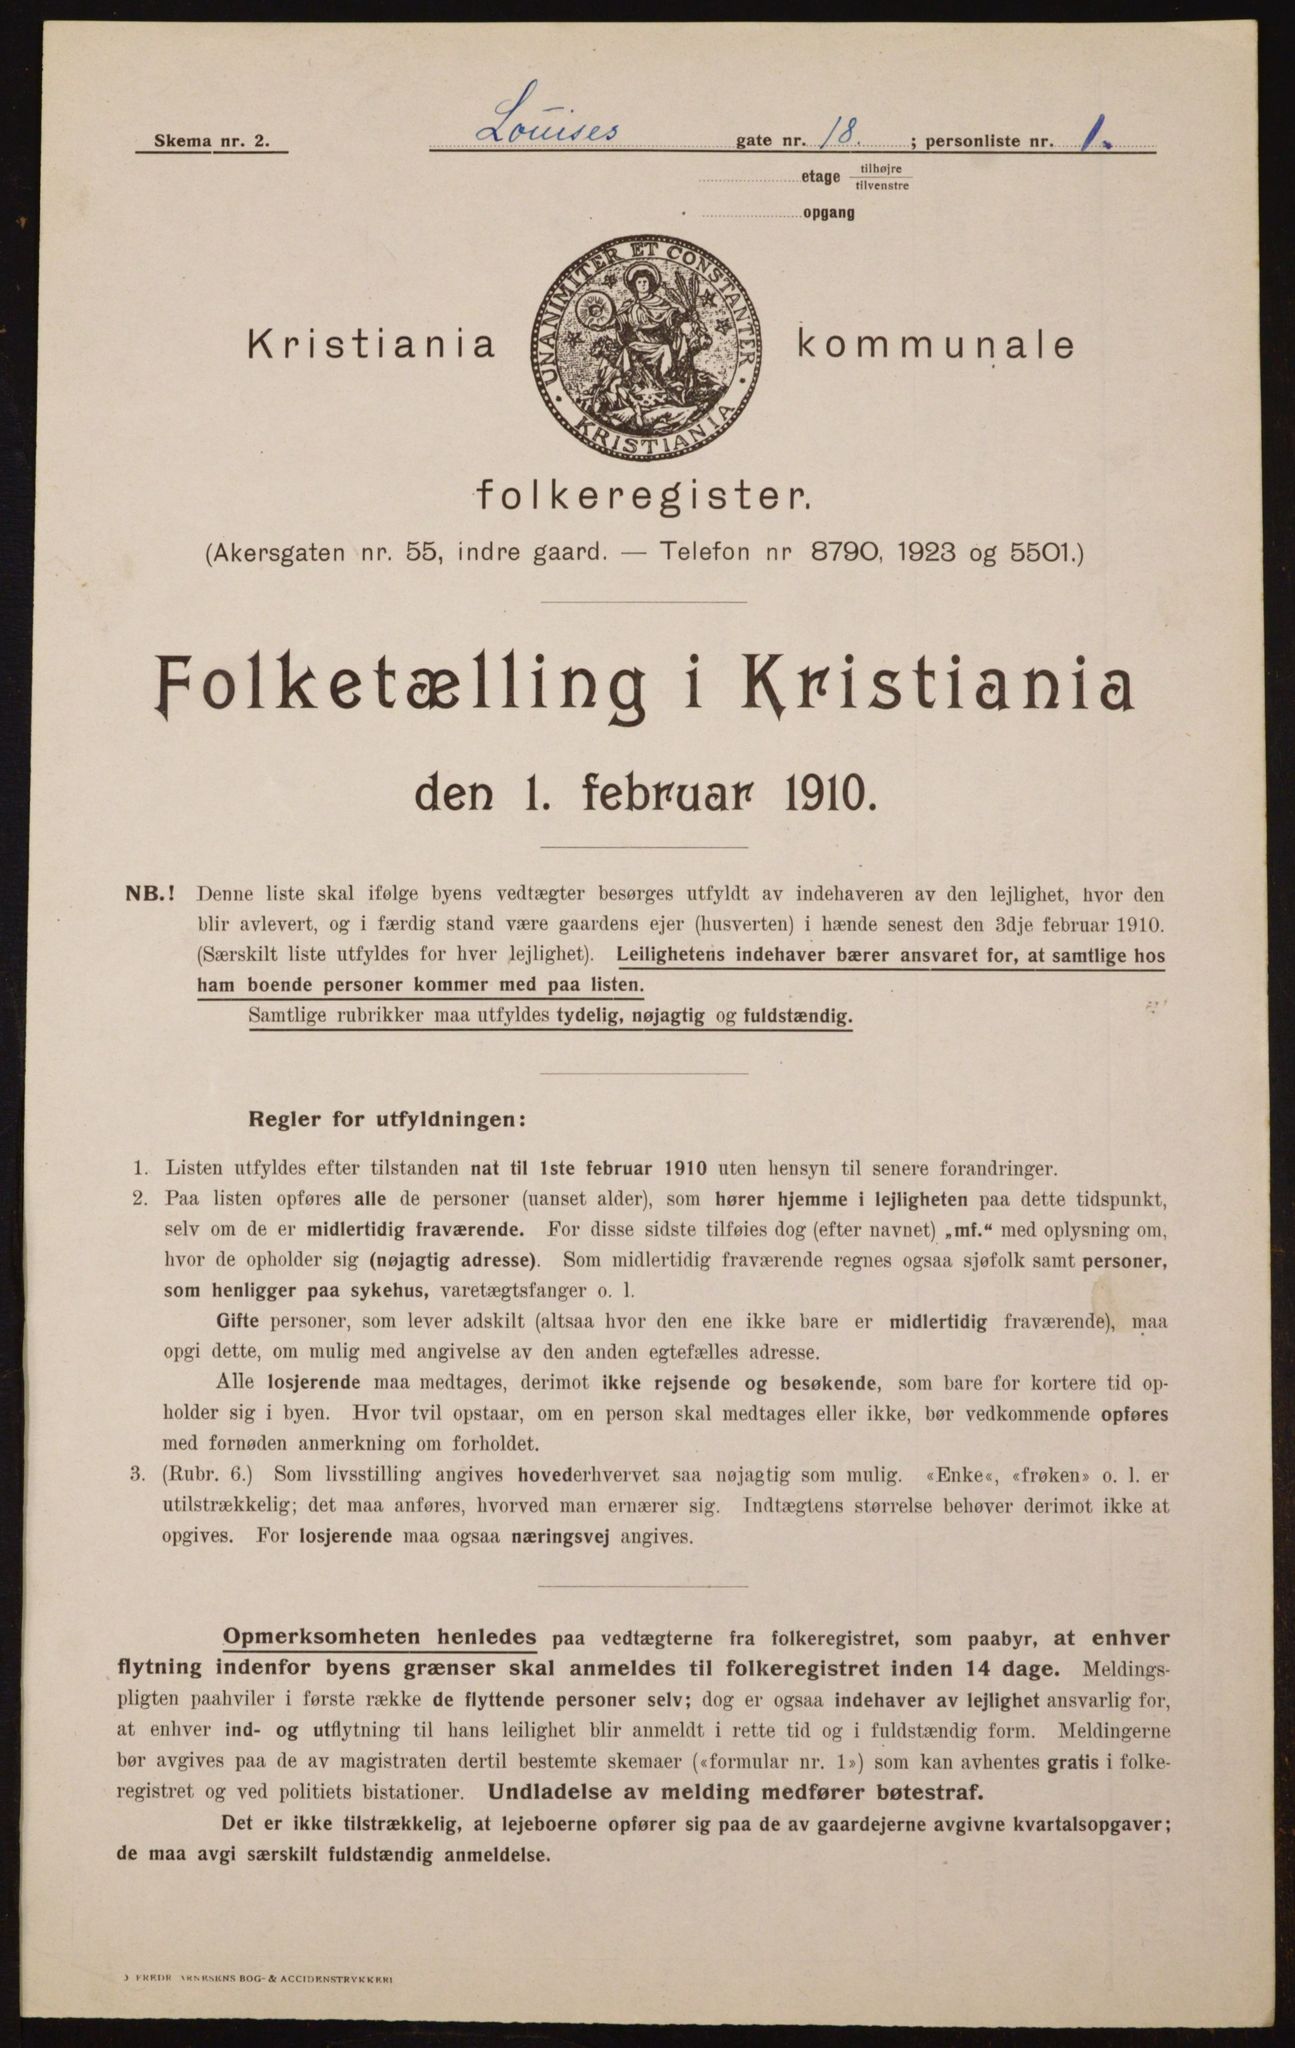 Skema nr. 2.
Louises gate nr. 18. ; personliste nr. 1.
etage tilhøjre
tilvenstre
opgang
UNANIMITER ET CONSTANTER
KRISTIANIA
Kristiania kommunale
folkeregister.
(Akersgaten nr. 55, indre gaard. — Telefon nr 8790, 1923 og 5501.)
Folketælling i Kristiania
den 1. februar 1910.
NB.! Denne liste skal ifølge byens vedtægter besørges utfyldt av indehaveren av den lejlighet, hvor den
blir avlevert, og i færdig stand være gaardens ejer (husverten) i hænde senest den 3dje februar 1910.
(Særskilt liste utfyldes for hver lejlighet). Leilighetens indehaver bærer ansvaret for, at samtlige hos
ham boende personer kommer med paa listen.
Samtlige rubrikker maa utfyldes tydelig, nøjagtig og fuldstændig.
Regler for utfyldningen:
1. Listen utfyldes efter tilstanden nat til 1ste februar 1910 uten hensyn til senere forandringer.
2. Paa listen opføres alle de personer (uanset alder), som hører hjemme i lejligheten paa dette tidspunkt,
selv om de er midlertidig fraværende. For disse sidste tilføies dog (efter navnet) „mf.“ med oplysning om,
hvor de opholder sig (nøjagtig adresse). Som midlertidig fraværende regnes ogsaa sjøfolk samt personer,
som henligger paa sykehus, varetægtsfanger o. l.
Gifte personer, som lever adskilt (altsaa hvor den ene ikke bare er midlertidig fraværende), maa
opgi dette, om mulig med angivelse av den anden egtefælles adresse.
Alle losjerende maa medtages, derimot ikke rejsende og besøkende, som bare for kortere tid op-
holder sig i byen. Hvor tvil opstaar, om en person skal medtages eller ikke, bør vedkommende opføres
med fornøden anmerkning om forholdet.
3. (Rubr. 6.) Som livsstilling angives hovederhvervet saa nøjagtig som mulig. «Enke«, «frøken» o. l. er
utilstrækkelig; det maa anføres, hvorved man ernærer sig. Indtægtens størrelse behøver derimot ikke at
opgives. For losjerende maa ogsaa næringsvej angives.
Opmerksomheten henledes paa vedtægterne fra folkeregistret, som paabyr, at enhver
flytning indenfor byens grænser skal anmeldes til folkeregistret inden 14 dage. Meldings-
pligten paahviler i første række de flyttende personer selv; dog er ogsaa indehaver av lejlighet ansvarlig for,
at enhver ind- og utflytning til hans leilighet blir anmeldt i rette tid og i fuldstændig form. Meldingerne
bør avgives paa de av magistraten dertil bestemte skemaer («formular nr. 1») som kan avhentes gratis i folke-
registret og ved politiets bistationer. Undladelse av melding medfører bøtestraf.
Det er ikke tilstrækkelig, at lejeboerne opfører sig paa de av gaardejerne avgivne kvartalsopgaver;
de maa avgi særskilt fuldstændig anmeldelse.
BOG- & ACCIDENSTRYKKERI